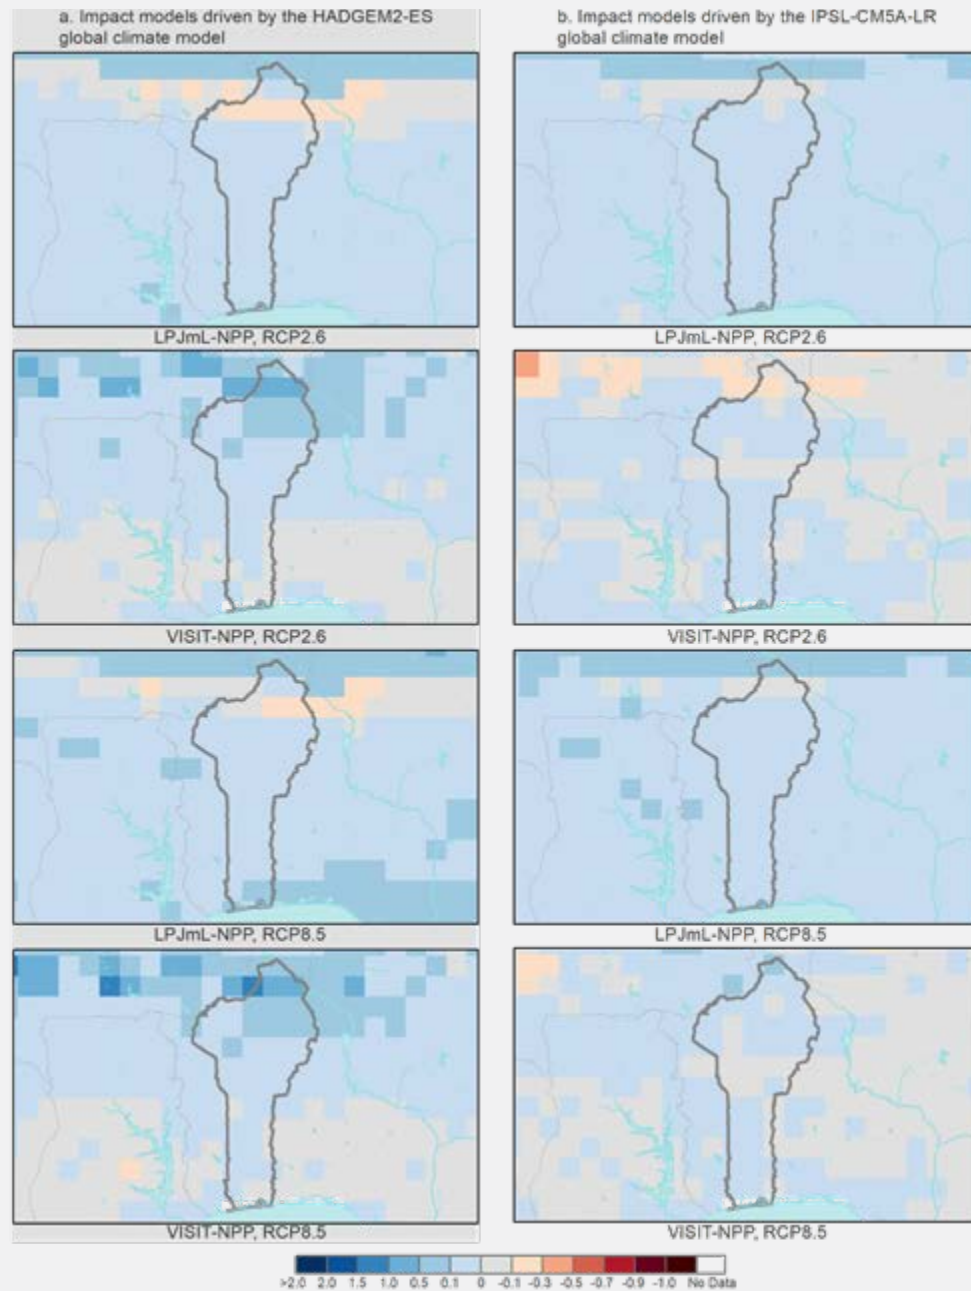 a. Impact models driven by the HADGEM2-ES
global climate model
b. Impact models driven by the IPSL-CM5A-LR
global climate model
LPJmL-NPP, RCP2.6
LPJmL-NPP, RCP2.6
VISIT-NPP, RCP2.6
VISIT-NPP, RCP2.6
LPJmL-NPP, RCP8.5
LPJmL-NPP, RCP8.5
VISIT-NPP, RCP8.5
VISIT-NPP, RCP8.5
>2.0 2.0 1.5 1.0 0.5 0.1 0 -0.1 -0.3 -0.5 -0.7 -0.9 -1.0 No Data